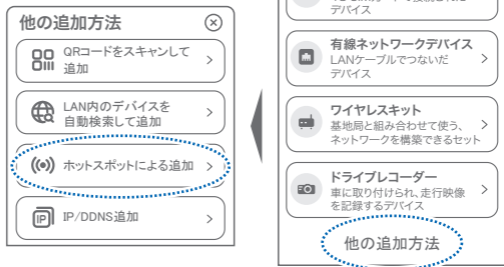 他の追加方法
QRコードをスキャンして
追加
LAN内のデバイスを
自動検索して追加
ホットスポットによる追加
IP
IP/DDNS追加
デバイス
有線ネットワークデバイス
LANケーブルでつないだ
デバイス
ワイヤレスキット
基地局と組み合わせて使う、
ネットワークを構築できるセット
ドライブレコーダー
車に取り付けられ、走行映像
を記録するデバイス
他の追加方法